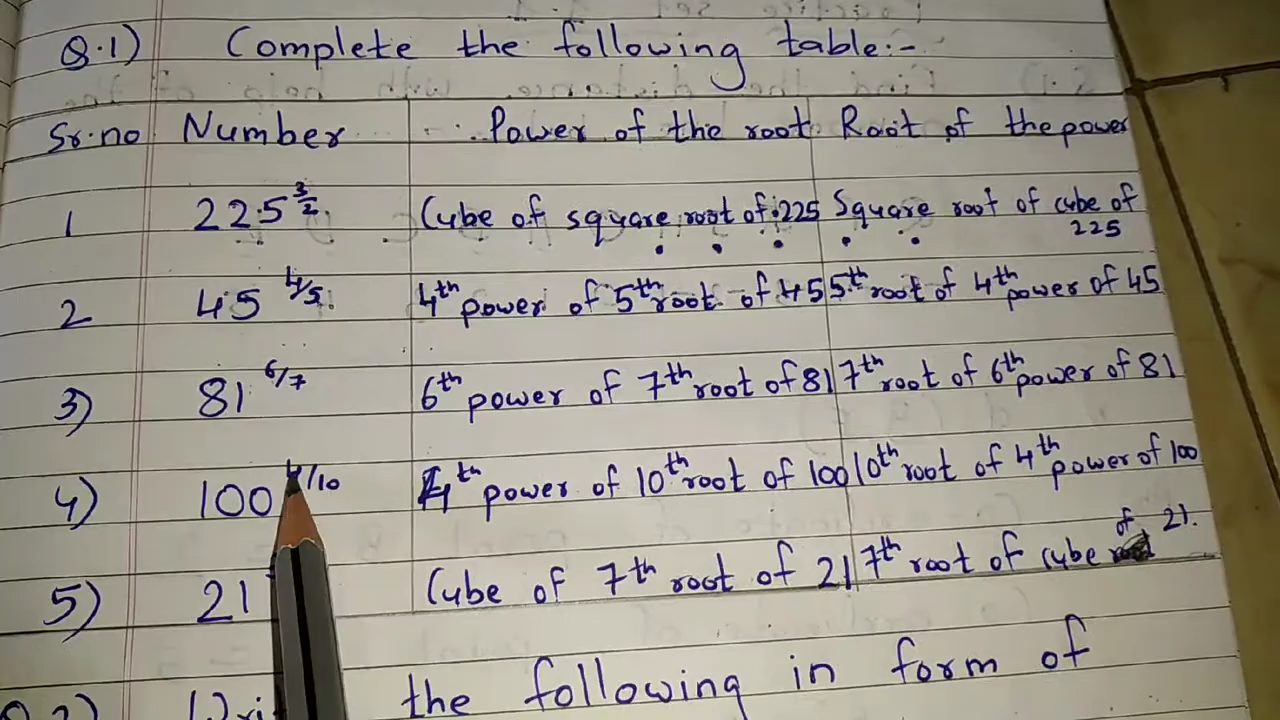 Q.1) Complete the following table:-
Sr.no Number Power of the root Root of the power
1 225^3/2 Cube of square root of 225 Square root of cube of 225
2 45^4/5 4th power of 5th root of 45 5th root of 4th power of 45
3) 81^6/7 6th power of 7th root of 81 7th root of 6th power of 81
4) 100^4/10 4th power of 10th root of 100 10th root of 4th power of 100
5) 21 Cube of 7th root of 21 7th root of cube of 21.
the following in form of